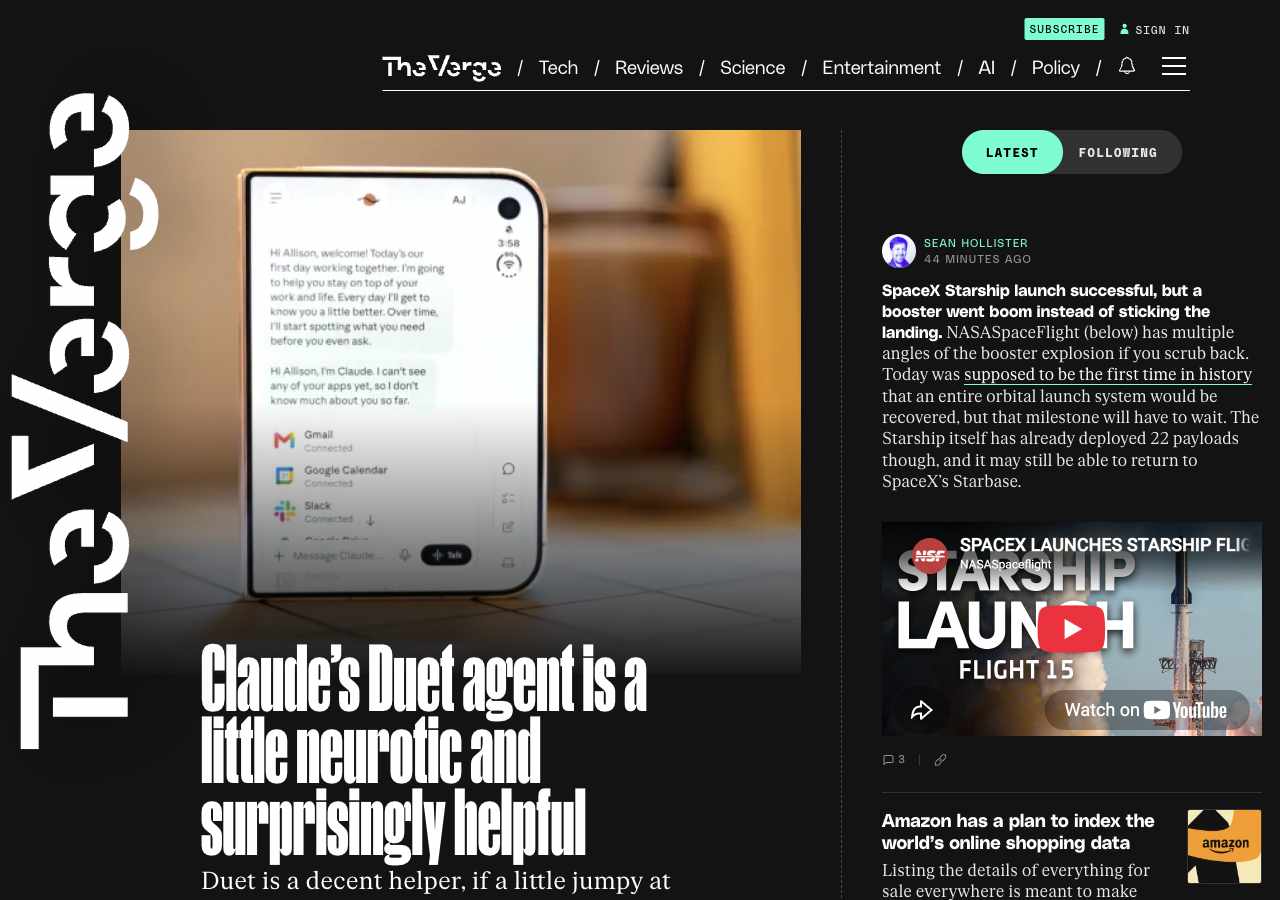 SUBSCRIBE
SIGN IN
The Verge / Tech / Reviews / Science / Entertainment / AI / Policy /
The Verge
AJ
3:58
80
Hi Allison, welcome! Today's our
first day working together. I'm going
to help you stay on top of your
work and life. Every day I'll get to
know you a little better. Over time,
I'll start spotting what you need
before you even ask.
Hi Allison, I'm Claude. I can't see
any of your apps yet, so I don't
know much about you so far.
Gmail
Connected
Google Calendar
Connected
Slack
Connected
Message Claude...
Talk
Claude’s Duet agent is a
little neurotic and
surprisingly helpful
Duet is a decent helper, if a little jumpy at
LATEST
FOLLOWING
SEAN HOLLISTER
44 MINUTES AGO
SpaceX Starship launch successful, but a
booster went boom instead of sticking the
landing. NASASpaceFlight (below) has multiple
angles of the booster explosion if you scrub back.
Today was supposed to be the first time in history
that an entire orbital launch system would be
recovered, but that milestone will have to wait. The
Starship itself has already deployed 22 payloads
though, and it may still be able to return to
SpaceX’s Starbase.
NSF
SPACEX LAUNCHES STARSHIP FLIG
NASASpaceflight
STARSHIP
LAUNCH
FLIGHT 15
Watch on YouTube
3
Amazon has a plan to index the
world’s online shopping data
amazon
Listing the details of everything for
sale everywhere is meant to make